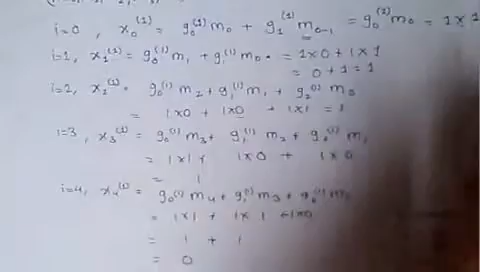 i=0, x₀⁽¹⁾ = g₀⁽¹⁾m₀ + g₁⁽¹⁾m₀₋₁ = g₀⁽¹⁾m₀ = 1×1
i=1, x₁⁽¹⁾ = g₀⁽¹⁾m₁ + g₁⁽¹⁾m₀. = 1×0 + 1×1
= 0+1 = 1
i=2, x₂⁽¹⁾ = g₀⁽¹⁾m₂ + g₁⁽¹⁾m₁ + g₂⁽¹⁾m₀
= 1×0 + 1×0 + 1×1 = 1
i=3, x₃⁽¹⁾ = g₀⁽¹⁾m₃ + g₁⁽¹⁾m₂ + g₂⁽¹⁾m₁
= 1×1 + 1×0 + 1×0
= 1
i=4, x₄⁽¹⁾ = g₀⁽¹⁾m₄ + g₁⁽¹⁾m₃ + g₂⁽¹⁾m₂
= 1×1 + 1×1 + 1×0
= 1 + 1
= 0